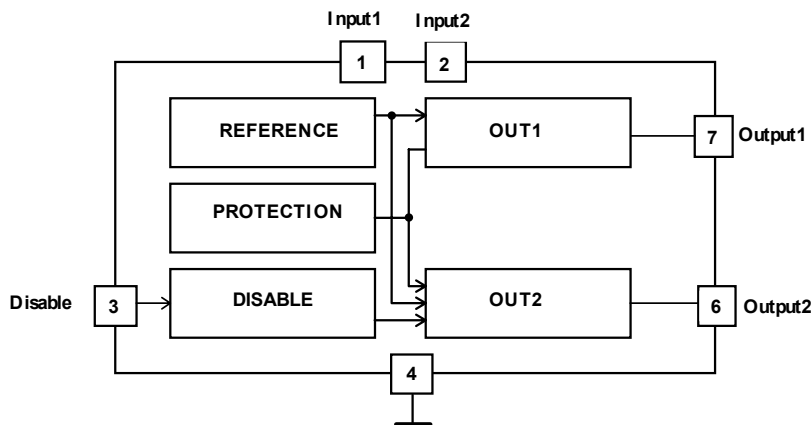 Input1
Input2
1
2
REFERENCE
OUT1
7
Output1
PROTECTION
Disable
3
DISABLE
OUT2
6
Output2
4